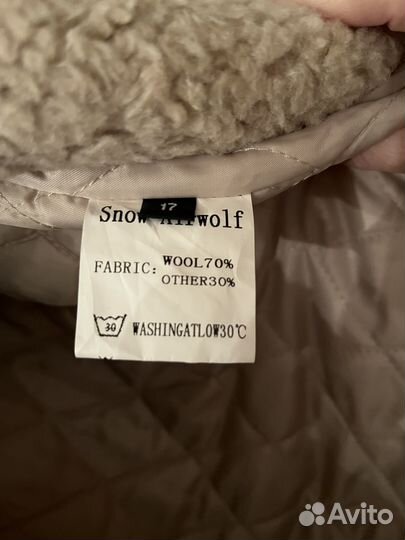 17
Snow Airwolf
FABRIC: WOOL70%
OTHER30%
30 WASHINGATLOW30℃
Avito